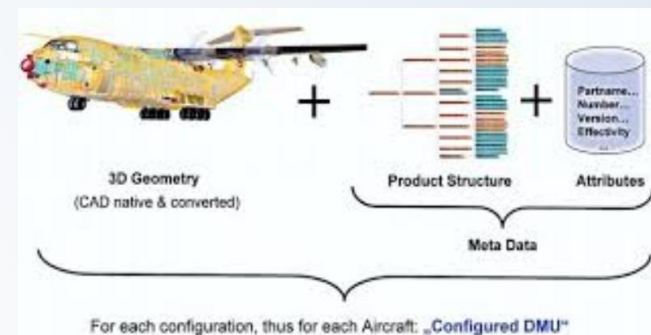 +
+
Partname...
Number...
Version...
Effectivity
...
3D Geometry
(CAD native & converted)
Product Structure
Attributes
Meta Data
For each configuration, thus for each Aircraft: „Configured DMU“